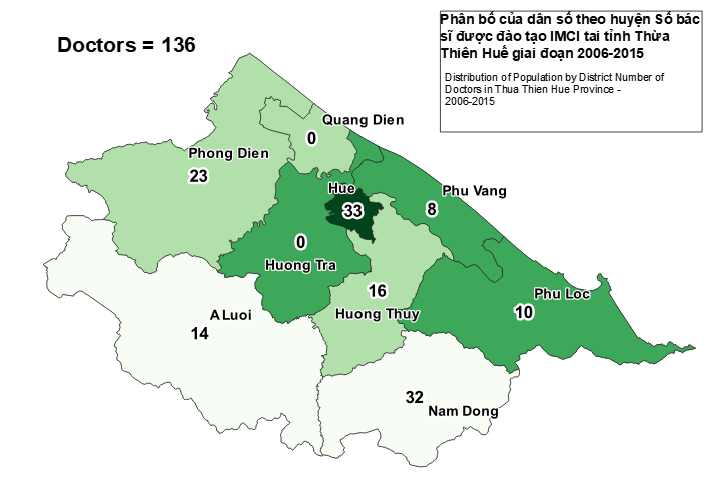 Doctors = 136
Phân bố của dân số theo huyện Số bác
sĩ được đào tạo IMCI tai tỉnh Thừa
Thiên Huế giai đoạn 2006-2015
Distribution of Population by District Number of
Doctors in Thua Thien Hue Province -
2006-2015
Quang Dien
0
Phong Dien
23
Hue
33
Phu Vang
8
0
Huong Tra
16
Huong Thuy
Phu Loc
10
A Luoi
14
32
Nam Dong